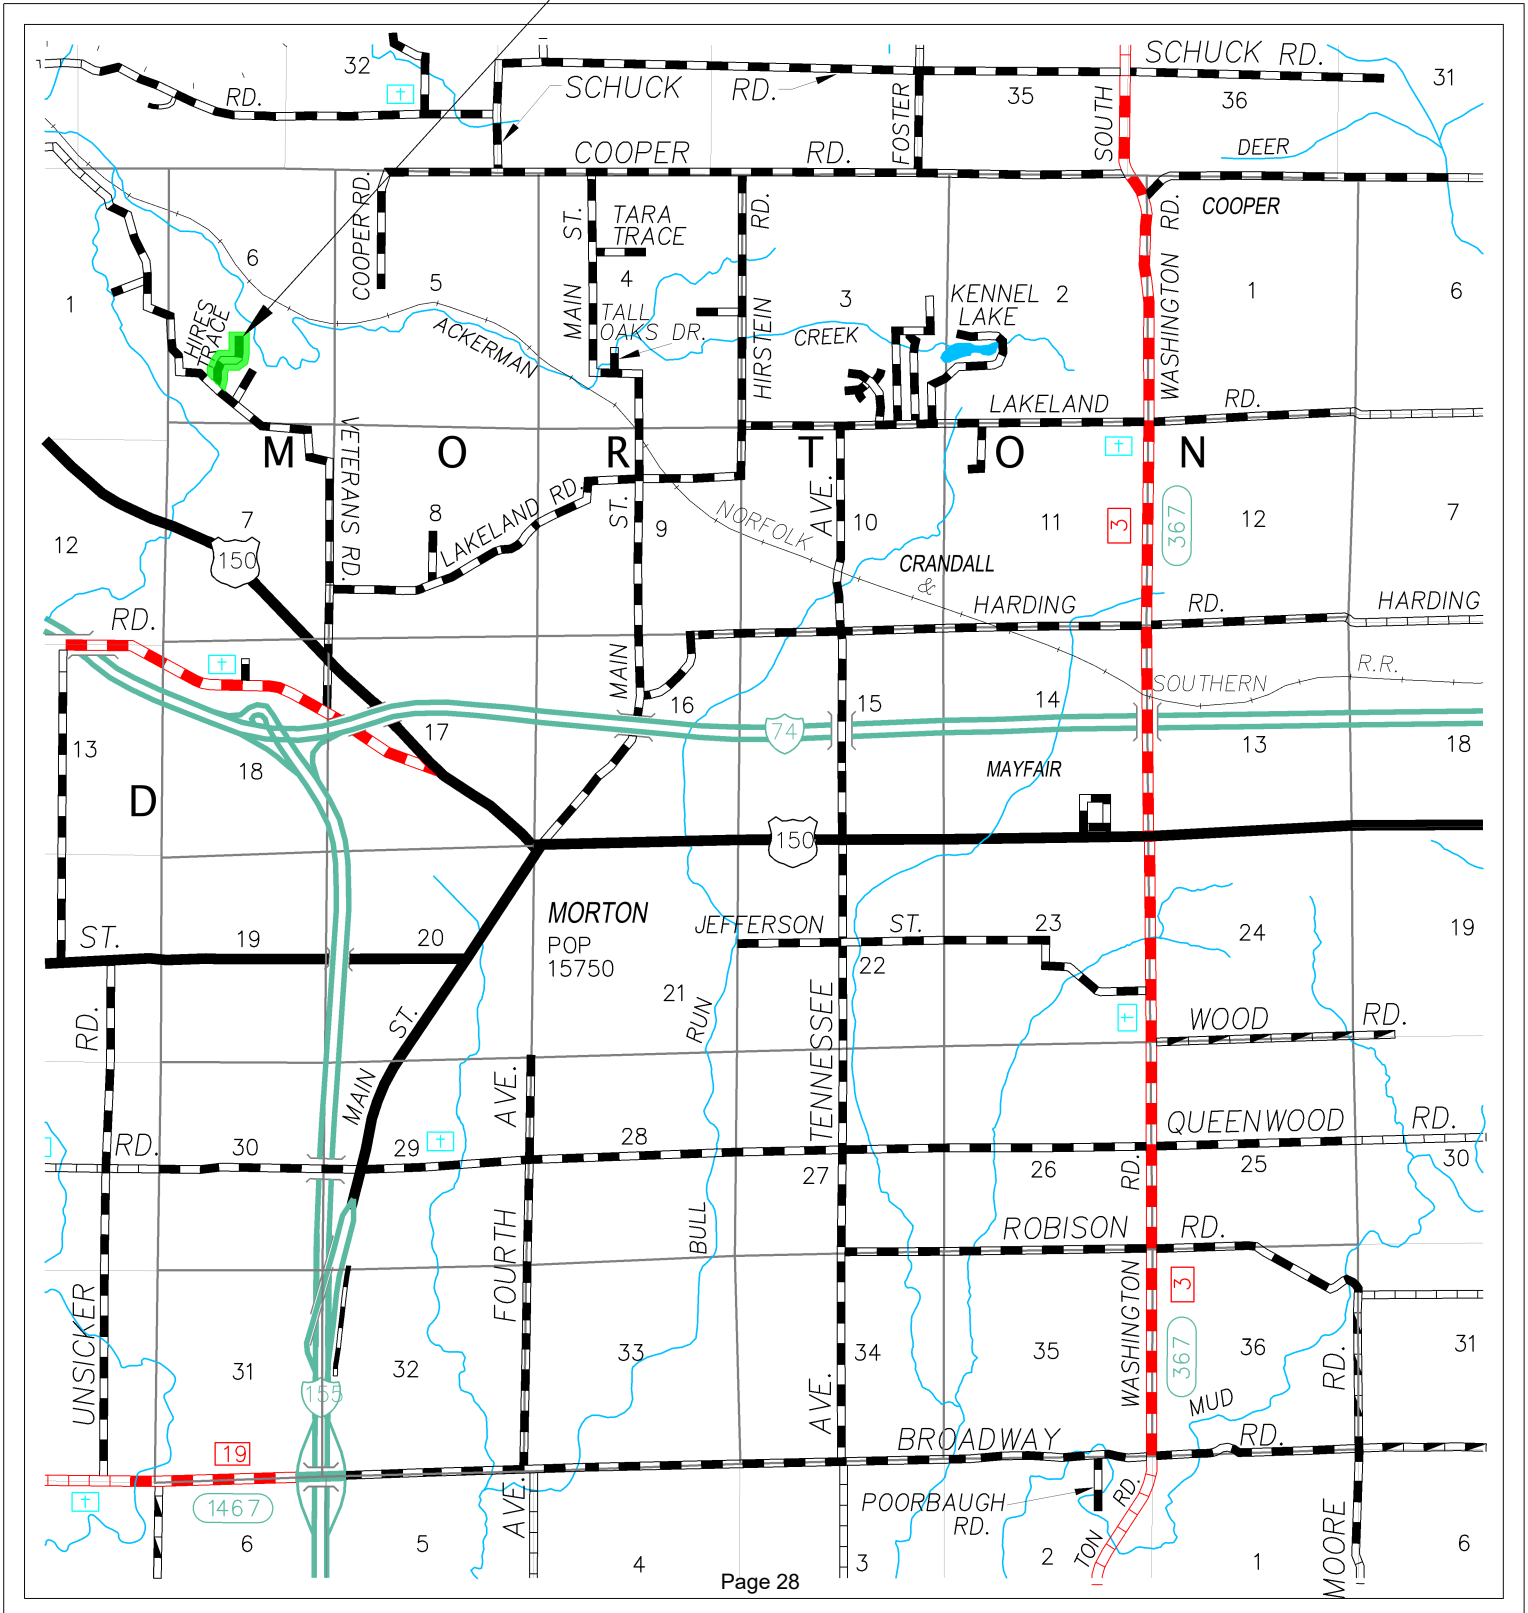 SCHUCK RD.
32
31
RD.
SCHUCK RD.
35
36
FOSTER
SOUTH
DEER
COOPER RD.
COOPER RD.
MAIN ST.
TARA
TRACE
HIRSTEIN RD.
WASHINGTON RD.
COOPER
6
5
4
3
2
1
6
1
HIRES
TRACE
ACKERMAN
TALL
OAKS DR.
CREEK
KENNEL
LAKE
LAKELAND RD.
M O R T O N
VETERANS RD.
7
8
LAKELAND RD.
ST.
9
AVE.
10
11
3
367
12
7
12
150
NORFOLK
CRANDALL
&
HARDING RD. HARDING
RD.
MAIN
16
15
14
SOUTHERN R.R.
13
17
18
74
13
18
MAYFAIR
D
150
MORTON
POP
15750
JEFFERSON ST.
23
24
19
ST.
19
20
22
21
RUN
TENNESSEE
WOOD RD.
RD.
MAIN ST.
AVE.
QUEENWOOD RD.
RD.
30
29
28
27
26
RD.
25
30
FOURTH
BULL
ROBISON RD.
UNSICKER
WASHINGTON
3
367
31
32
33
34
35
36
31
RD.
155
AVE.
MUD
19
BROADWAY RD.
1467
POORBAUGH
RD.
RD.
AVE.
TON
MOORE
6
5
4
3
2
1
6
Page 28